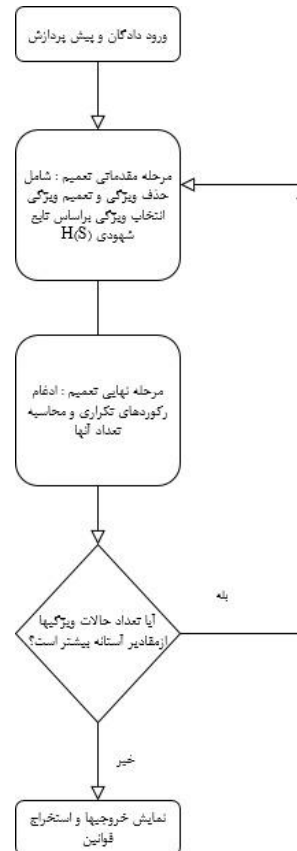 ورود دادگان و پیش پردازش
مرحله مقدماتی تعمیم : شامل
حذف ویژگی و تعمیم ویژگی
انتخاب ویژگی براساس تابع
شهودی H(S)
مرحله نهایی تعمیم : ادغام
رکوردهای تکراری و محاسبه
تعداد آنها
آیا تعداد حالات ویژگیها
ازمقادیر آستانه بیشتر است؟
بله
خیر
نمایش خروجیها و استخراج
قوانین